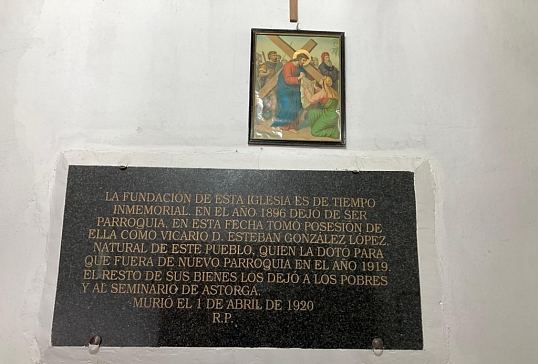 LA FUNDACIÓN DE ESTA IGLESIA ES DE TIEMPO
INMEMORIAL. EN EL AÑO 1896 DEJÓ DE SER
PARROQUIA, EN ESTA FECHA TOMÓ POSESIÓN DE
ELLA COMO VICARIO D. ESTEBAN GONZÁLEZ LÓPEZ,
NATURAL DE ESTE PUEBLO, QUIEN LA DOTÓ PARA
QUE FUERA DE NUEVO PARROQUIA EN EL AÑO 1919.
EL RESTO DE SUS BIENES LOS DEJÓ A LOS POBRES
Y AL SEMINARIO DE ASTORGA.
MURIÓ EL 1 DE ABRIL DE 1920
R.P.